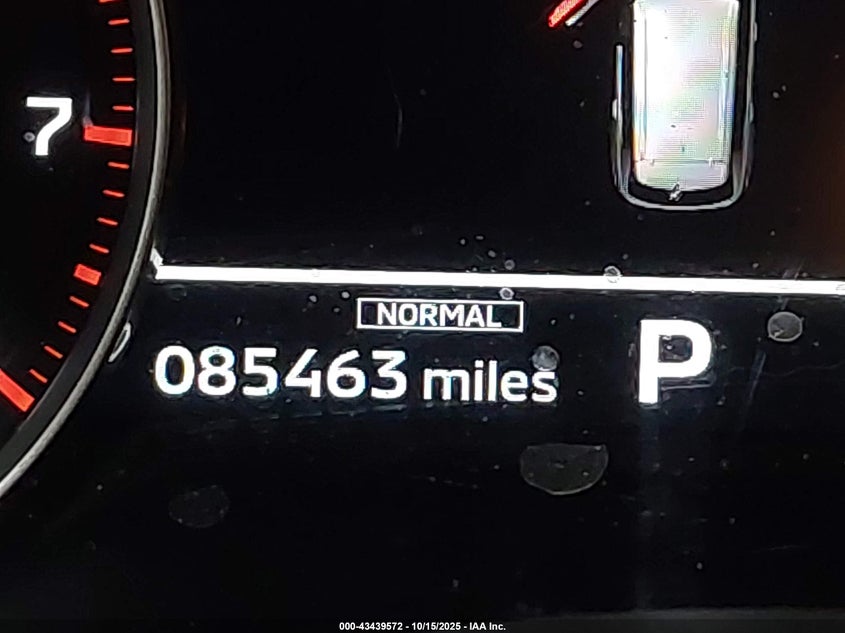 7
NORMAL
085463 miles
P
000-43439572 - 10/15/2025 - IAA Inc.